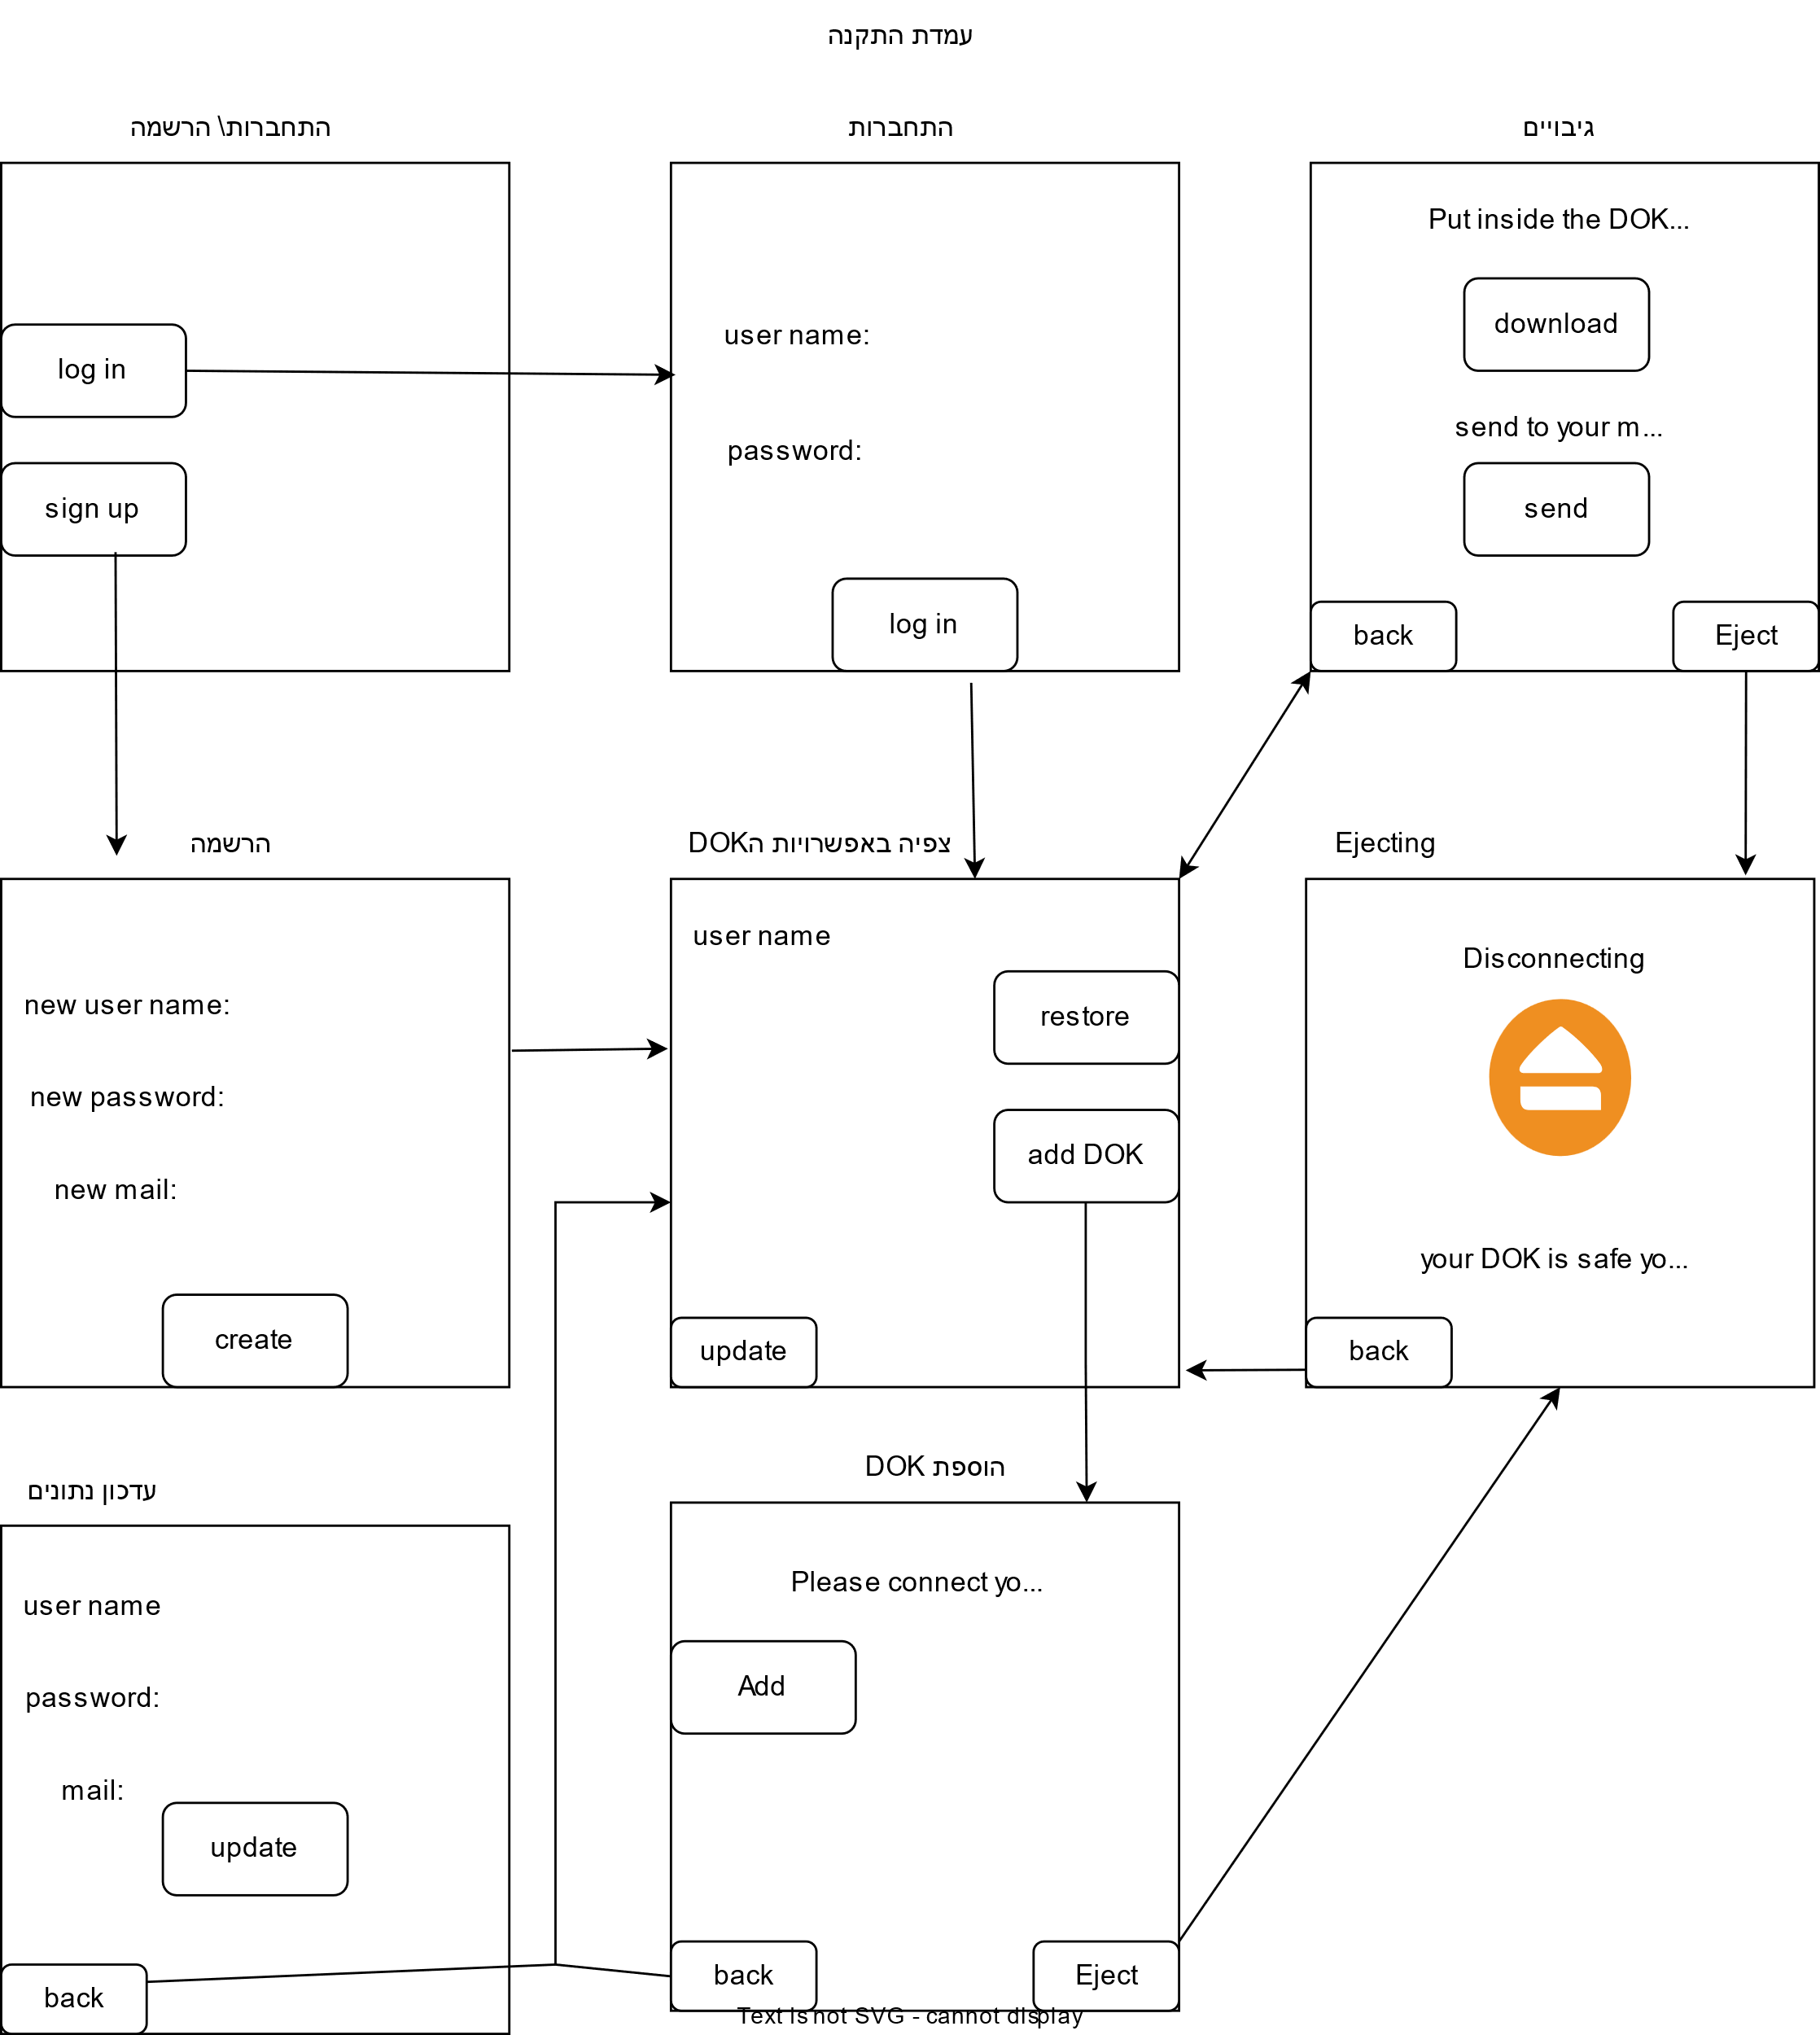 עמדת התקנה
התחברות\ הרשמה
log in
sign up
התחברות
user name:
password:
log in
גיבויים
Put inside the DOK...
download
send to your m...
send
back
Eject
הרשמה
new user name:
new password:
new mail:
create
צפיה באפשרויות הDOK
user name
restore
add DOK
update
Ejecting
Disconnecting
your DOK is safe yo...
back
עדכון נתונים
user name
password:
mail:
update
back
הוספת DOK
Please connect yo...
Add
back
Eject
Text is not SVG - cannot display